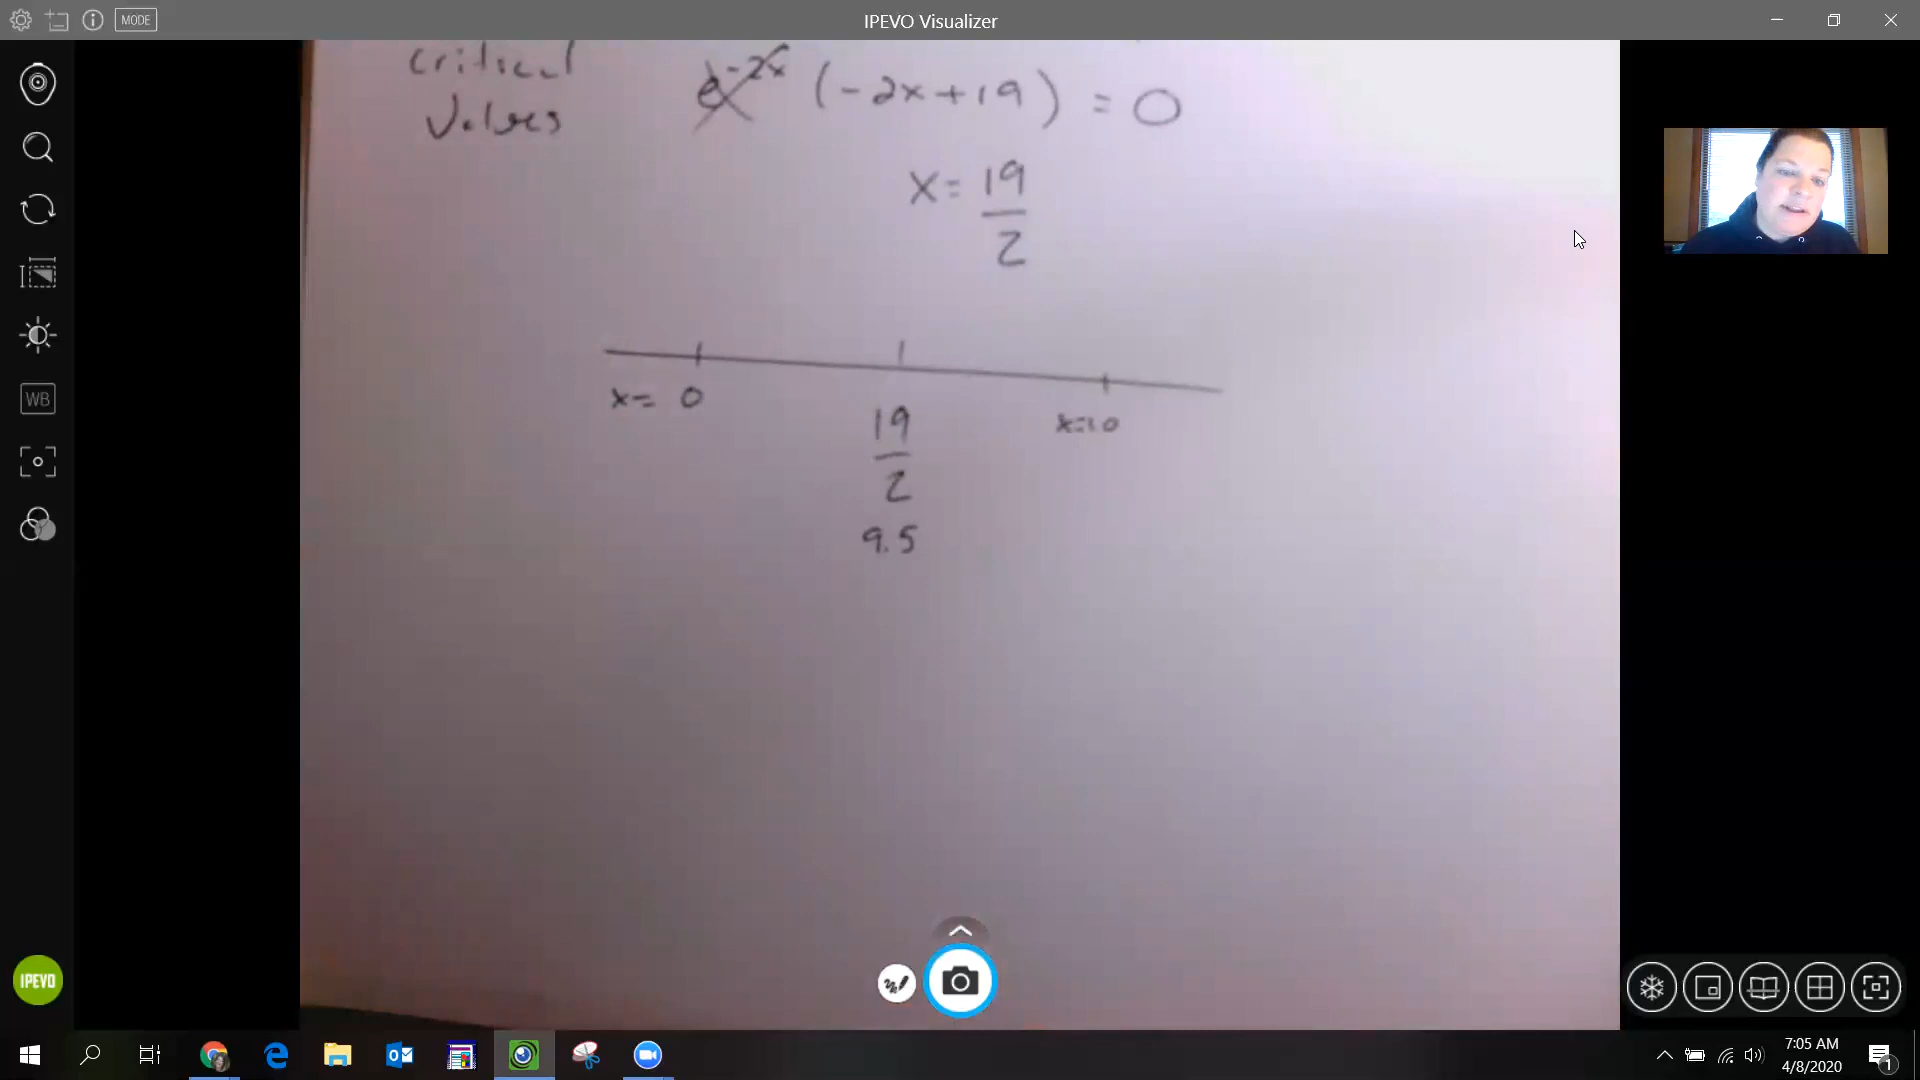 MODE
IPEVO Visualizer
critical
Values
e^-2x (-2x+19) = 0
x= 19
2
x= 0
19
2
9.5
x=10
WB
IPEVO
7:05 AM
4/8/2020
1